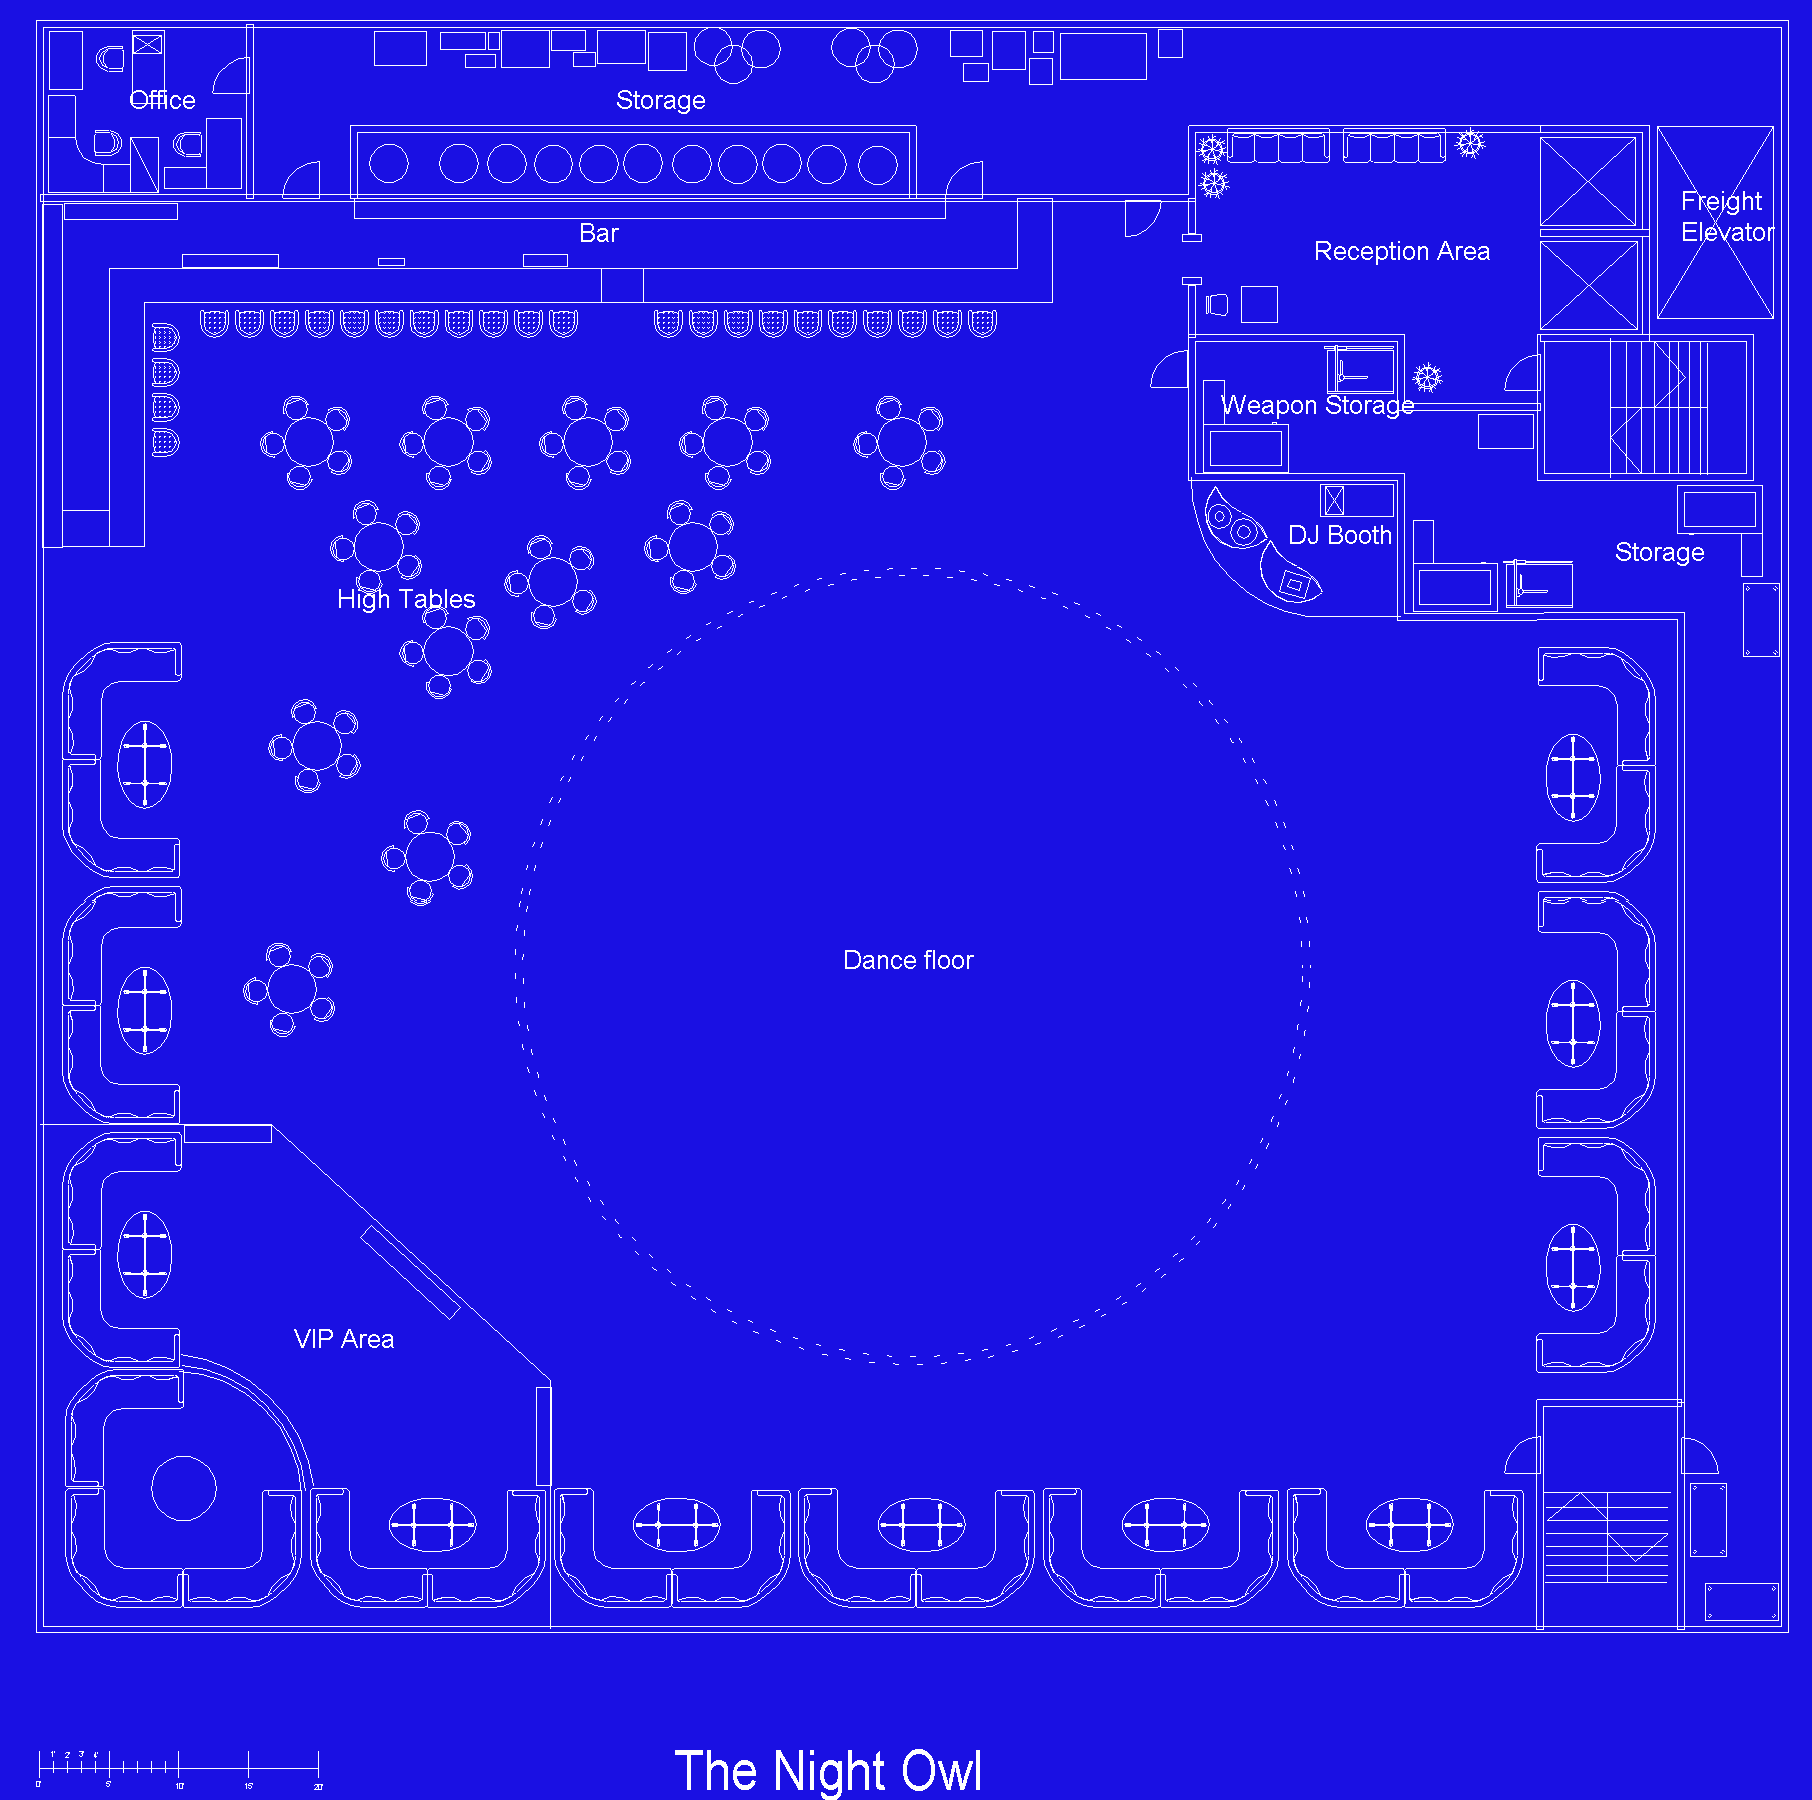 Office
Storage
Freight
Elevator
Bar
Reception Area
Weapon Storage
DJ Booth
Storage
High Tables
Dance floor
VIP Area
The Night Owl
1' 2' 3' 4'
0' 5' 10' 15' 20'